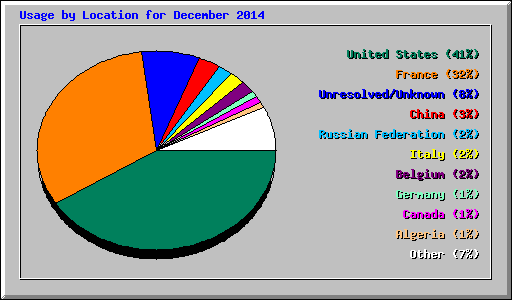 Usage by Location for December 2014
United States (41%)
France (32%)
Unresolved/Unknown (8%)
China (3%)
Russian Federation (2%)
Italy (2%)
Belgium (2%)
Germany (1%)
Canada (1%)
Algeria (1%)
Other (7%)